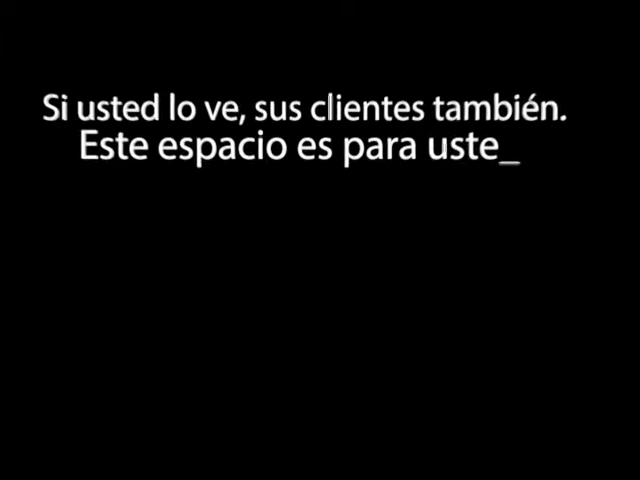 Si usted lo ve, sus clientes también.
Este espacio es para uste_